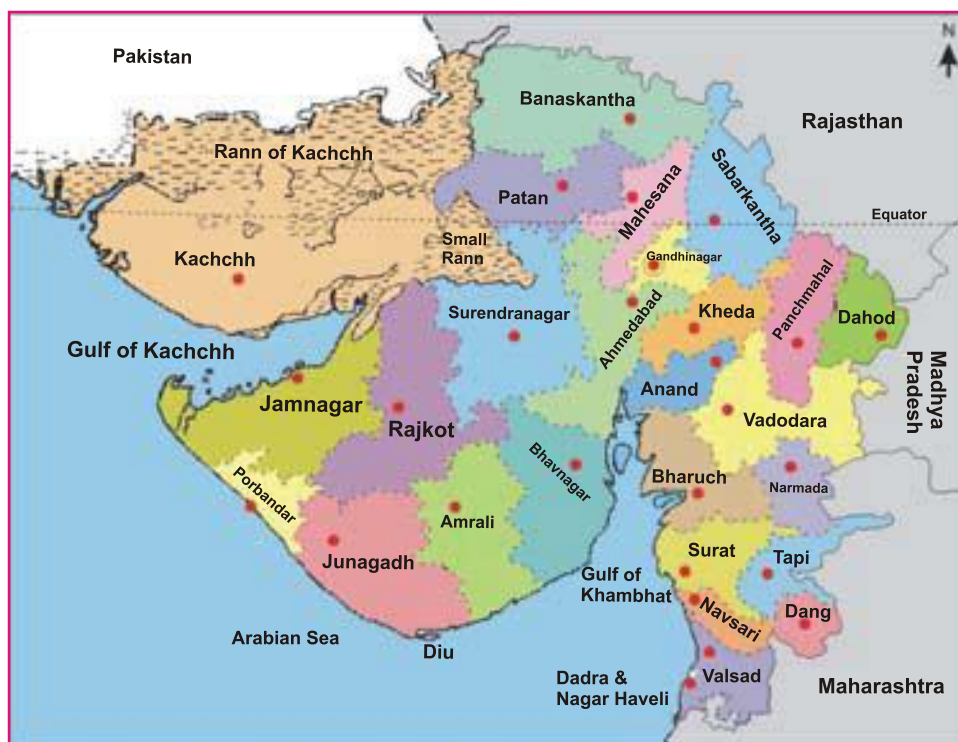 N
Pakistan
Banaskantha
Rajasthan
Rann of Kachchh
Sabarkantha
Patan
Mahesana
Equator
Small
Rann
Kachchh
Gandhinagar
Surendranagar
Ahmedabad
Kheda
Panchmahal
Dahod
Gulf of Kachchh
Madhya
Pradesh
Anand
Jamnagar
Rajkot
Vadodara
Bhavnagar
Bharuch
Narmada
Porbandar
Amrali
Junagadh
Surat
Tapi
Gulf of
Khambhat
Navsari
Dang
Arabian Sea
Diu
Dadra &
Nagar Haveli
Valsad
Maharashtra